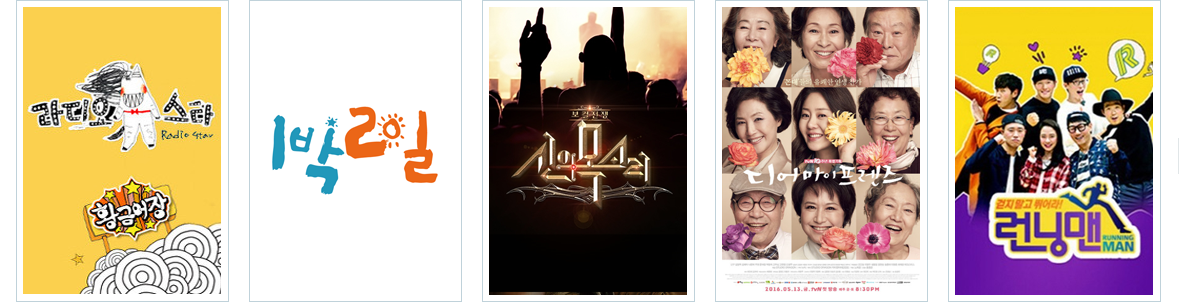 라디오 스타
Radio Star
황금어장
1박2일
보컬전쟁
신의 목소리
디어 마이 프렌즈
2016.05.13. 금. tvN 첫 방송
8:30PM
걷지 말고 뛰어라!
런닝맨
RUNNING
MAN
R